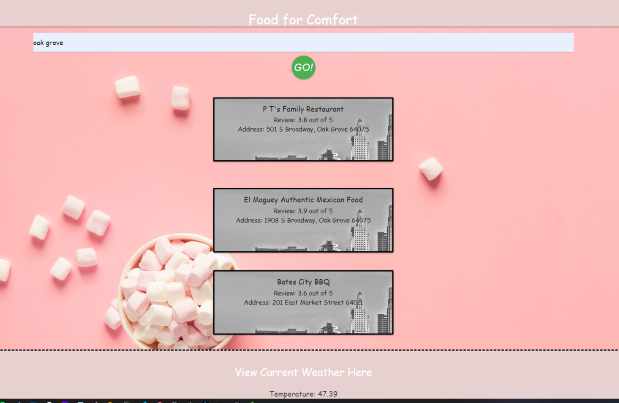 Food for Comfort
oak grove
GO!
P T's Family Restaurant
Review: 3.8 out of 5
Address: 501 S Broadway, Oak Grove 64075
El Maguey Authentic Mexican Food
Review: 3.9 out of 5
Address: 1908 S Broadway, Oak Grove 64075
Bates City BBQ
Review: 3.6 out of 5
Address: 201 East Market Street
View Current Weather Here
Temperature: 47.39